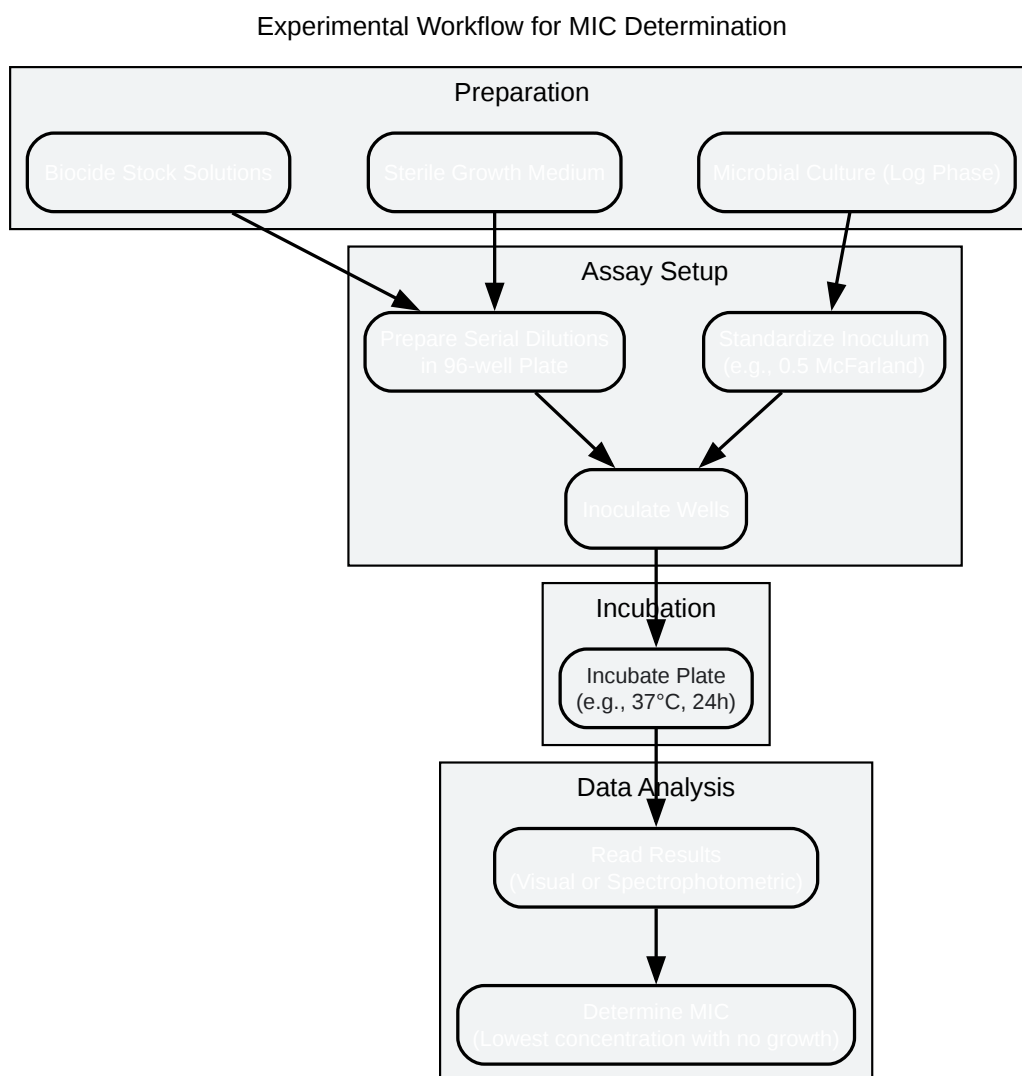 Experimental Workflow for MIC Determination
Preparation
Biocide Stock Solutions
Sterile Growth Medium
Microbial Culture (Log Phase)
Assay Setup
Prepare Serial Dilutions
in 96-well Plate
Standardize Inoculum
(e.g., 0.5 McFarland)
Inoculate Wells
Incubation
Incubate Plate
(e.g., 37°C, 24h)
Data Analysis
Read Results
(Visual or Spectrophotometric)
Determine MIC
(Lowest concentration with no growth)